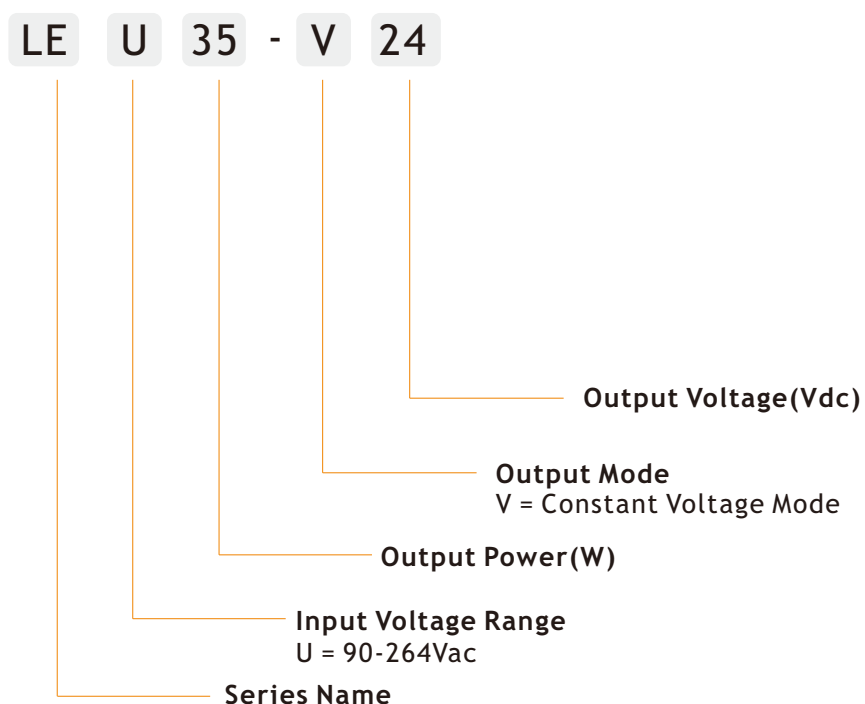 LE U 35 - V 24
Output Voltage(Vdc)
Output Mode
V = Constant Voltage Mode
Output Power(W)
Input Voltage Range
U = 90-264Vac
Series Name